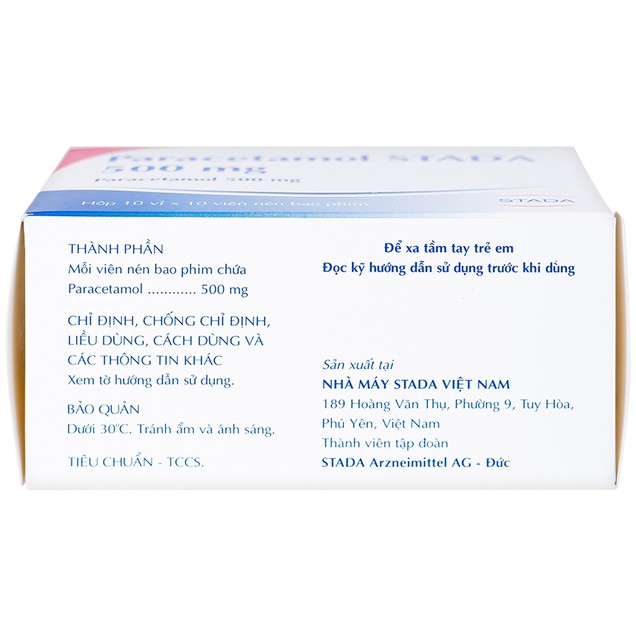 Paracetamol STADA
500 mg
Paracetamol 500 mg
Hộp 10 vỉ x 10 viên nén bao phim
STADA
THÀNH PHẦN
Mỗi viên nén bao phim chứa
Paracetamol ............ 500 mg
CHỈ ĐỊNH, CHỐNG CHỈ ĐỊNH,
LIỀU DÙNG, CÁCH DÙNG VÀ
CÁC THÔNG TIN KHÁC
Xem tờ hướng dẫn sử dụng.
BẢO QUẢN
Dưới 30°C. Tránh ẩm và ánh sáng.
TIÊU CHUẨN - TCCS.
Để xa tầm tay trẻ em
Đọc kỹ hướng dẫn sử dụng trước khi dùng
Sản xuất tại
NHÀ MÁY STADA VIỆT NAM
189 Hoàng Văn Thụ, Phường 9, Tuy Hòa,
Phú Yên, Việt Nam
Thành viên tập đoàn
STADA Arzneimittel AG - Đức